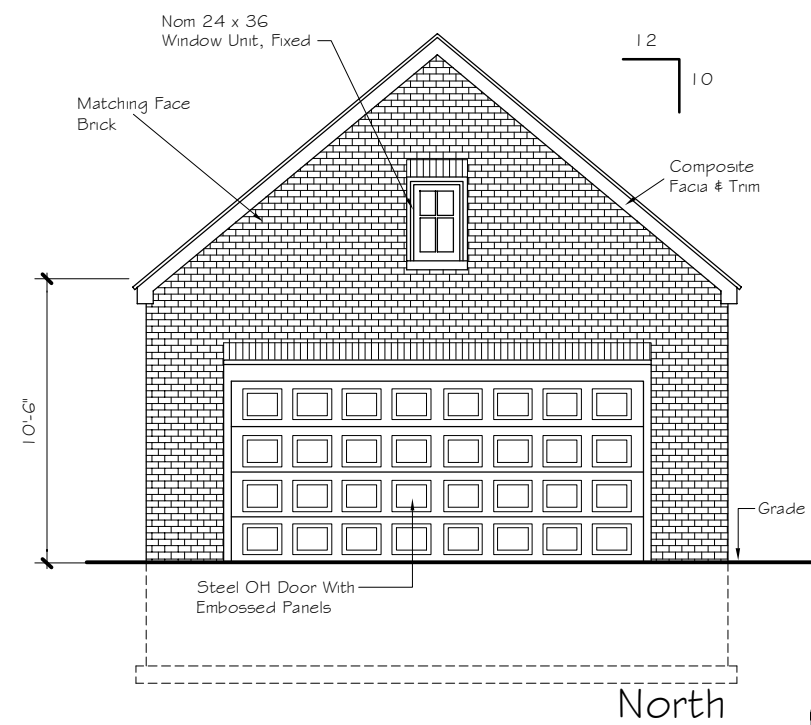 Nom 24 x 36
Window Unit, Fixed
12
10
Matching Face
Brick
Composite
Facia & Trim
10'-6"
Grade
Steel OH Door With
Embossed Panels
North